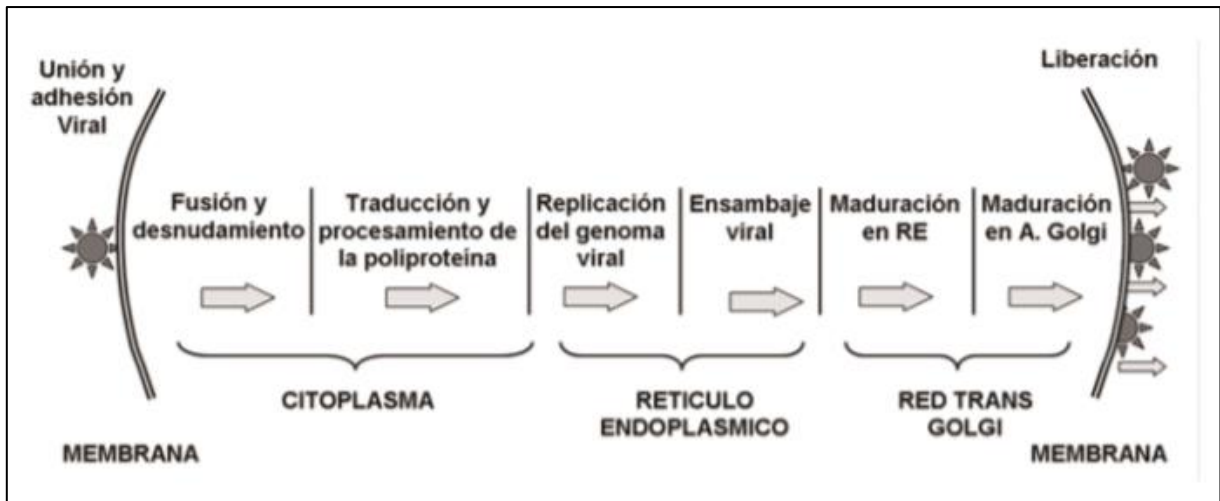 Unión y
adhesión
Viral
Fusión y
desnudamiento
Traducción y
procesamiento de
la poliproteína
Replicación
del genoma
viral
Ensambaje
viral
Maduración
en RE
Maduración
en A. Golgi
Liberación
CITOPLASMA
RETICULO
ENDOPLASMICO
RED TRANS
GOLGI
MEMBRANA
MEMBRANA